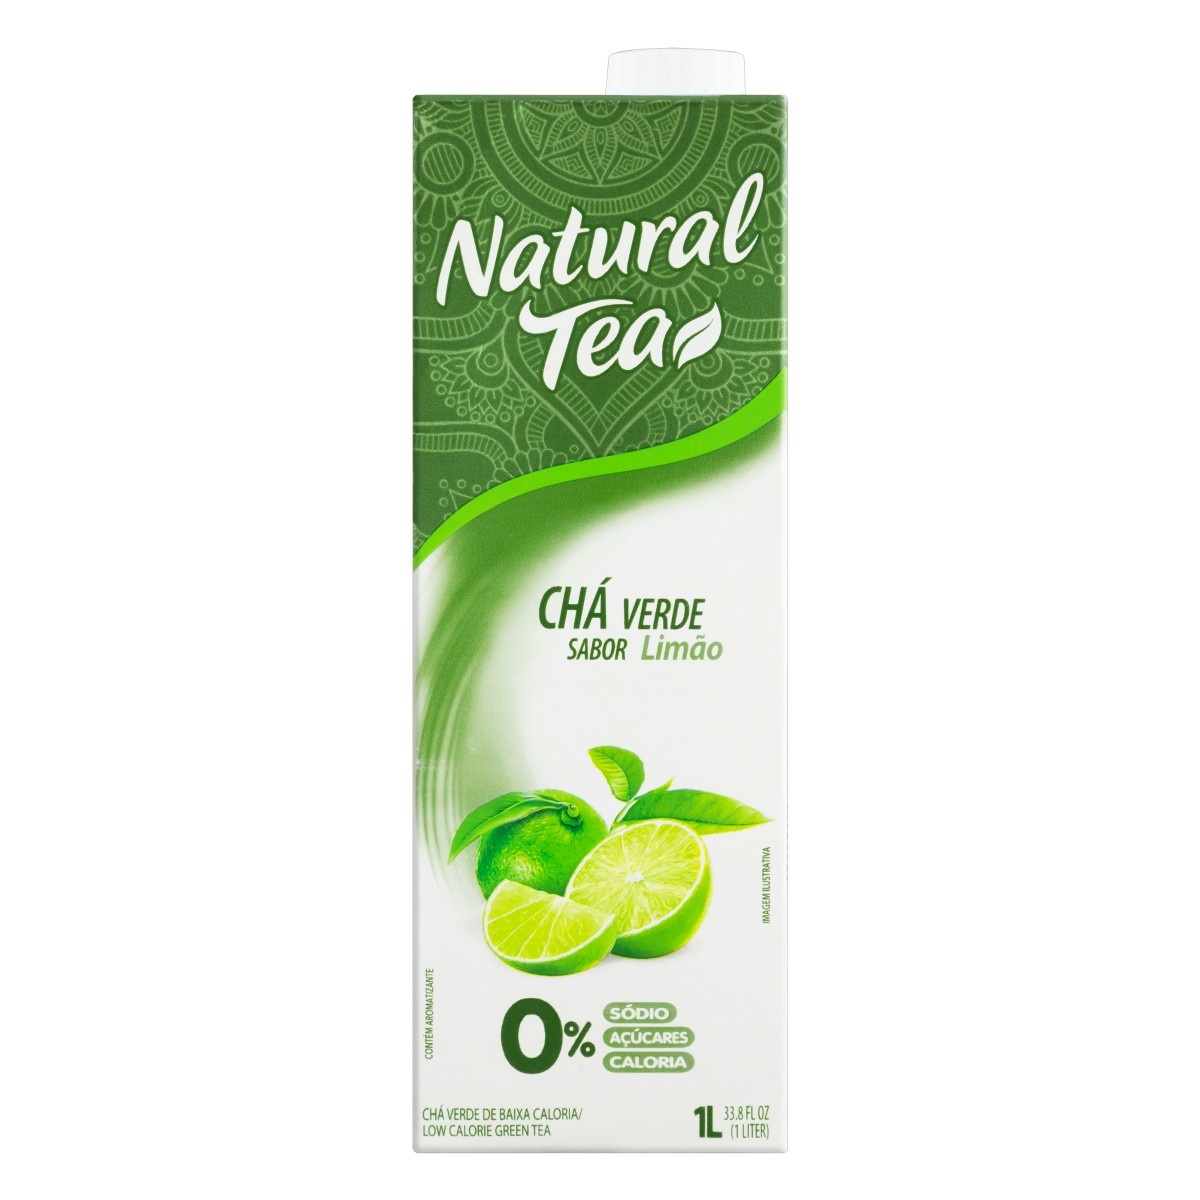 Natural
Tea
CHÁ VERDE
SABOR Limão
IMAGEM ILUSTRATIVA
CONTÉM AROMATIZANTE
0%
SÓDIO
AÇÚCARES
CALORIA
CHÁ VERDE DE BAIXA CALORIA/
LOW CALORIE GREEN TEA
1L 33.8 FL OZ
(1 LITER)